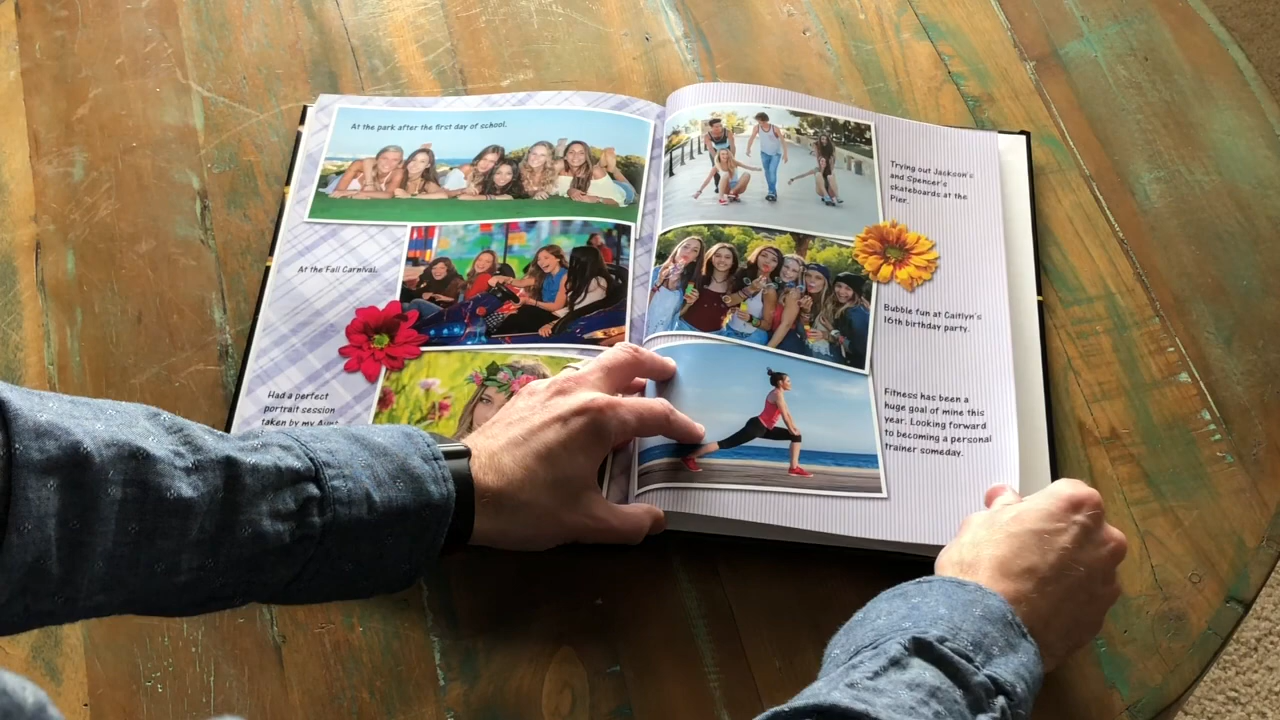 At the park after the first day of school.
At the Fall Carnival.
Had a perfect
portrait session
taken by my Aunt
Trying out Jackson's
and Spencer's
skateboards at the
Pier.
Bubble fun at Caitlyn's
16th birthday party.
Fitness has been a
huge goal of mine this
year. Looking forward
to becoming a personal
trainer someday.